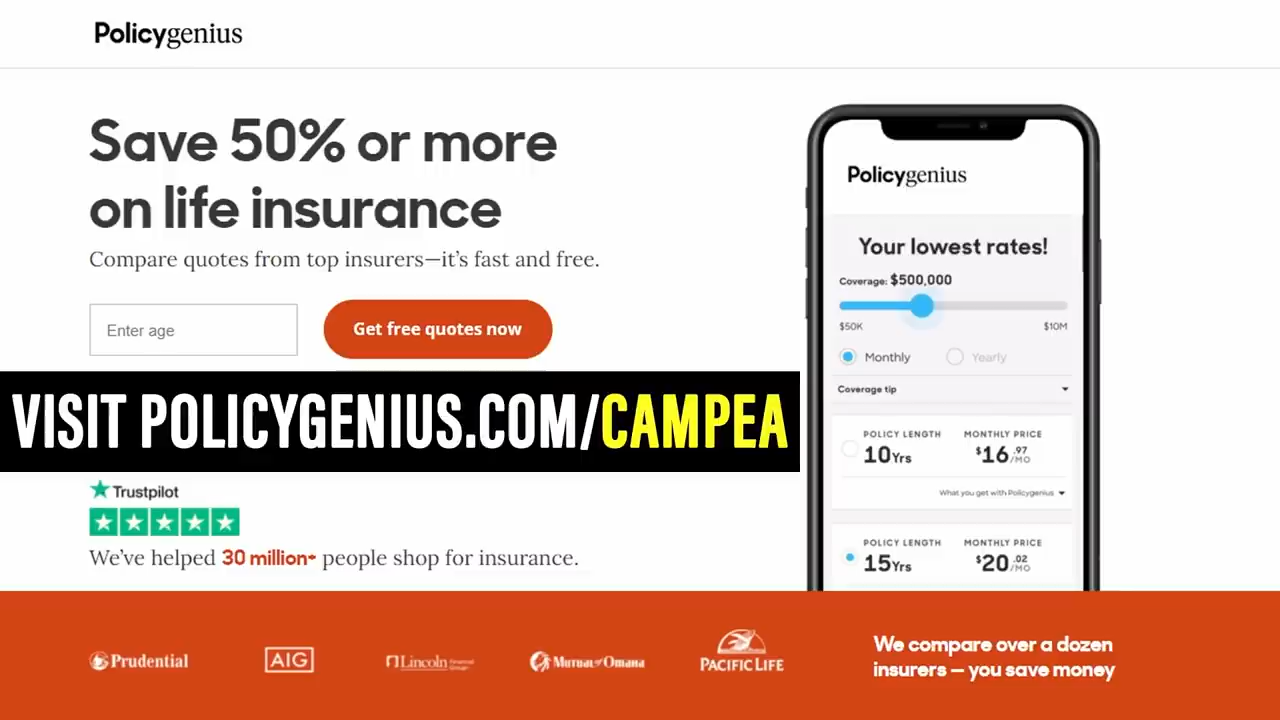 Policygenius
Save 50% or more
on life insurance
Compare quotes from top insurers—it's fast and free.
Enter age
Get free quotes now
VISIT POLICYGENIUS.COM/CAMPEA
Trustpilot
We've helped 30 million+ people shop for insurance.
Policygenius
Your lowest rates!
Coverage: $500,000
$50K $10M
Monthly Yearly
Coverage tip
POLICY LENGTH MONTHLY PRICE
10Yrs $16.97/MO
What you get with Policygenius
POLICY LENGTH MONTHLY PRICE
15Yrs $20.02/MO
Prudential
AIG
Lincoln Financial Group
Mutual of Omaha
PACIFIC LIFE
We compare over a dozen
insurers — you save money